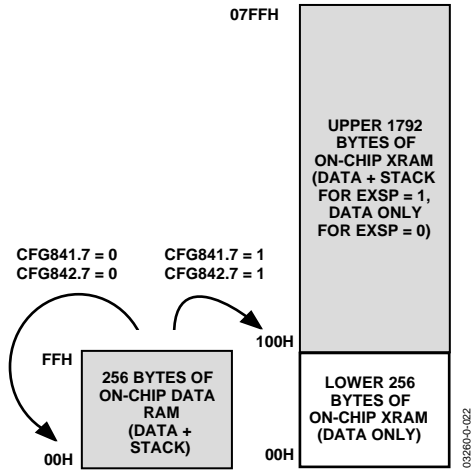 07FFH
UPPER 1792
BYTES OF
ON-CHIP XRAM
(DATA + STACK
FOR EXSP = 1,
DATA ONLY
FOR EXSP = 0)
CFG841.7 = 0
CFG842.7 = 0
CFG841.7 = 1
CFG842.7 = 1
100H
FFH
256 BYTES OF
ON-CHIP DATA
RAM
(DATA +
STACK)
00H
LOWER 256
BYTES OF
ON-CHIP XRAM
(DATA ONLY)
00H
03260-0-022